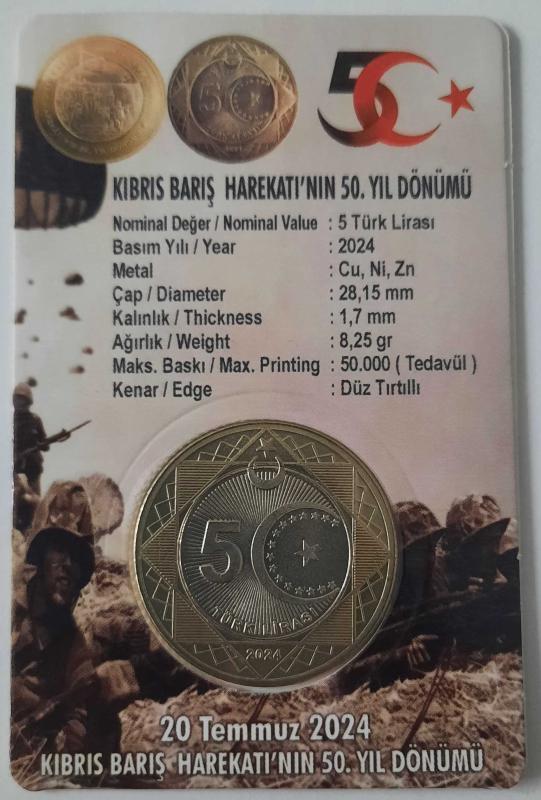 50
KIBRIS BARIŞ HAREKATI'NIN 50. YIL DÖNÜMÜ
Nominal Değer / Nominal Value : 5 Türk Lirası
Basım Yılı / Year : 2024
Metal : Cu, Ni, Zn
Çap / Diameter : 28,15 mm
Kalınlık / Thickness : 1,7 mm
Ağırlık / Weight : 8,25 gr
Maks. Baskı / Max. Printing : 50.000 ( Tedavül )
Kenar / Edge : Düz Tırtıllı
5
TÜRK LİRASI
2024
20 Temmuz 2024
KIBRIS BARIŞ HAREKATI'NIN 50. YIL DÖNÜMÜ